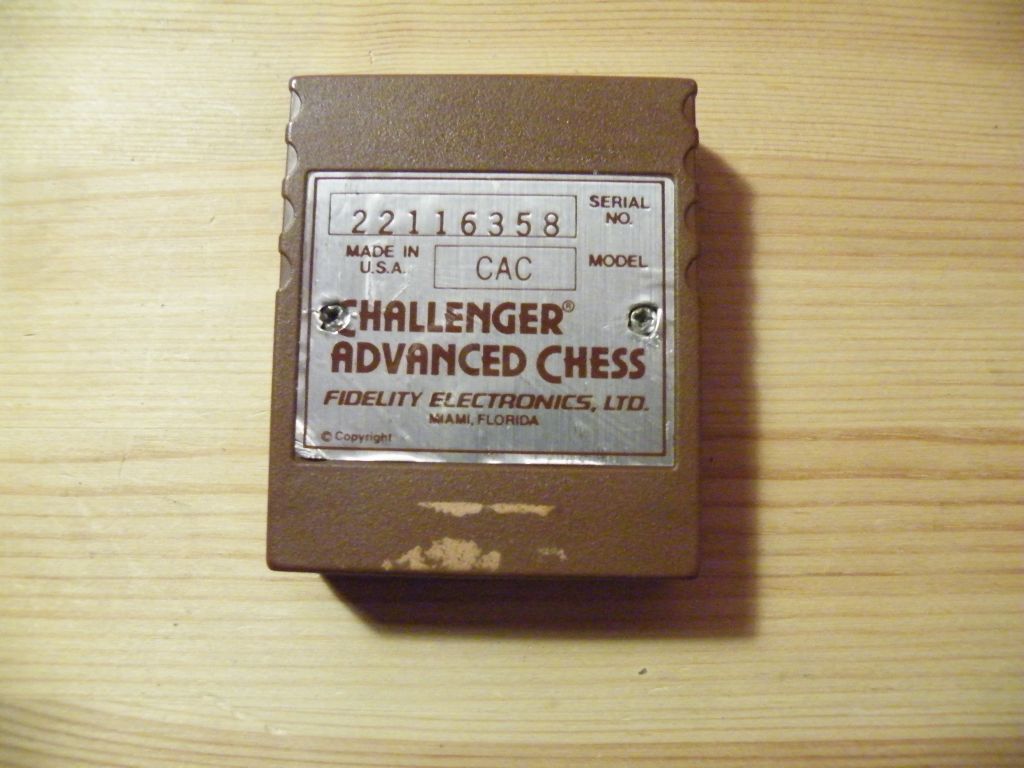 22116358 SERIAL NO.
MADE IN U.S.A. CAC MODEL
CHALLENGER®
ADVANCED CHESS
FIDELITY ELECTRONICS, LTD.
MIAMI, FLORIDA
© Copyright